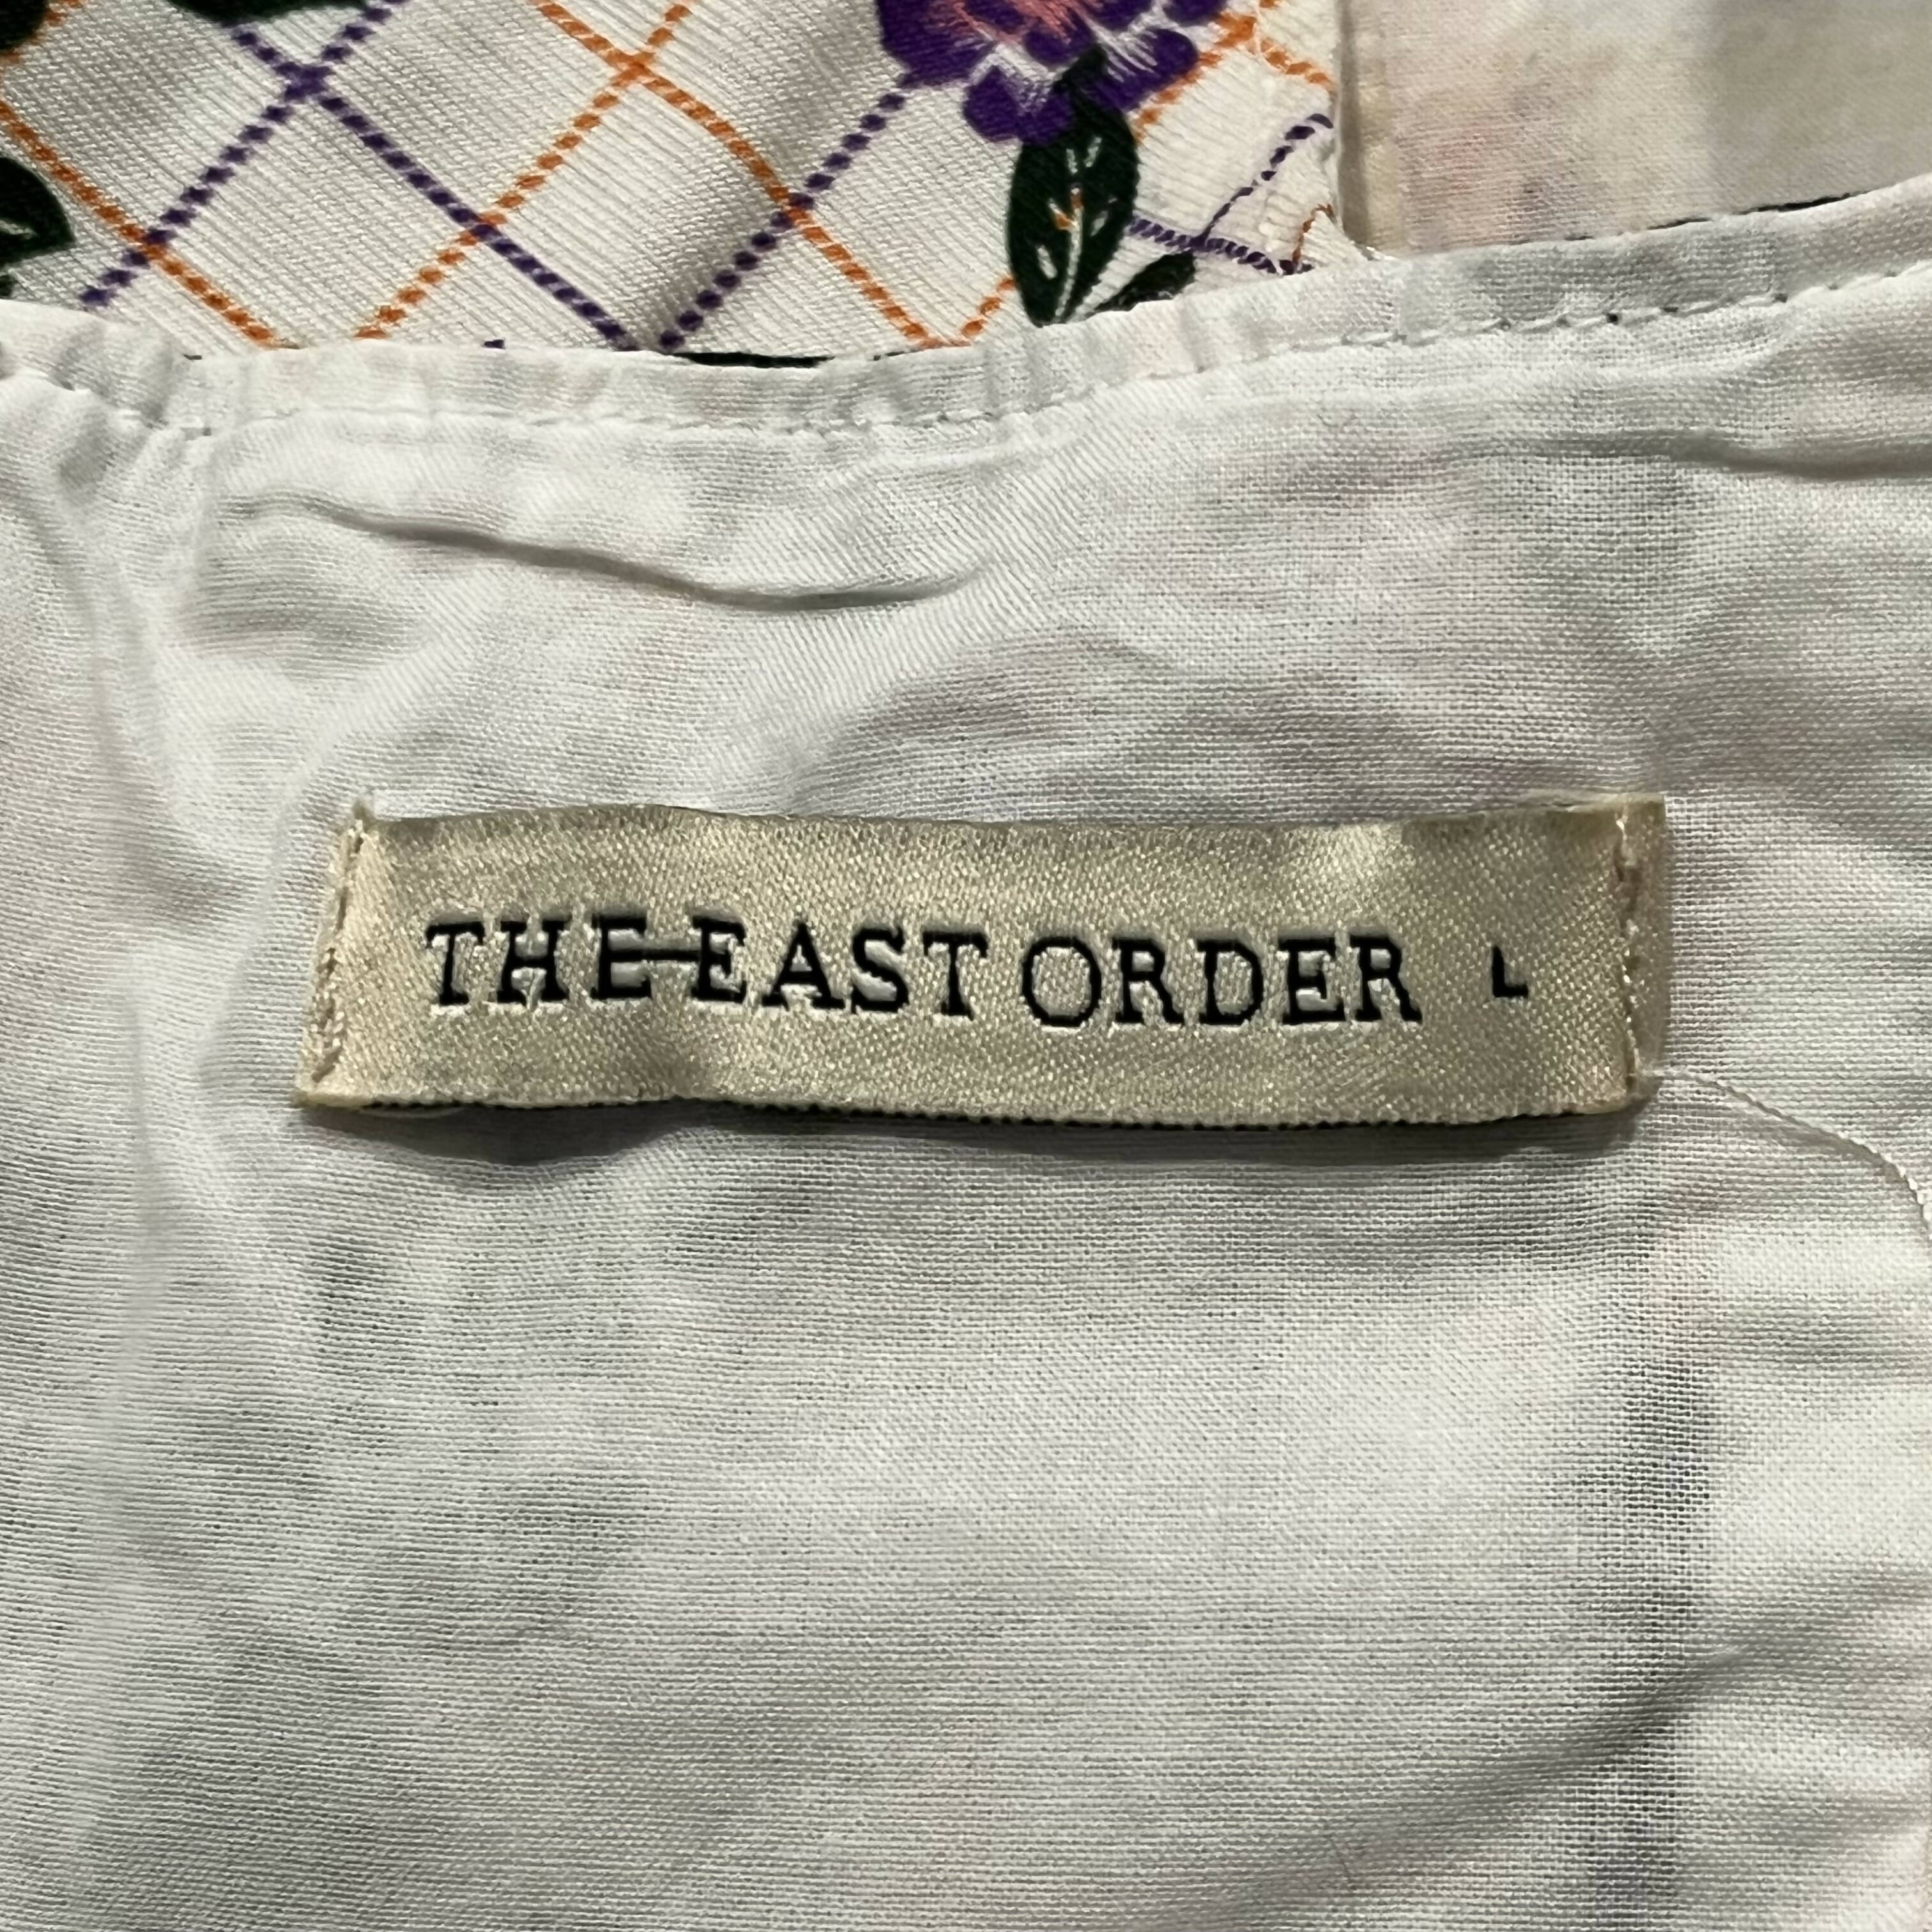 THE EAST ORDER L